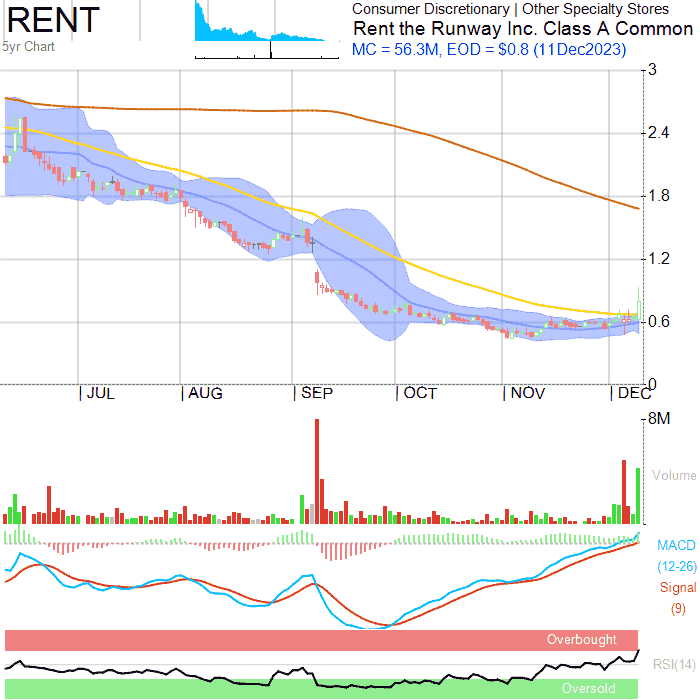 RENT
5yr Chart
Consumer Discretionary | Other Specialty Stores
Rent the Runway Inc. Class A Common
MC = 56.3M, EOD = $0.8 (11Dec2023)
3
2.4
1.8
1.2
0.6
0
JUL AUG SEP OCT NOV DEC
8M
Volume
MACD
(12-26)
Signal
(9)
Overbought
RSI(14)
Oversold